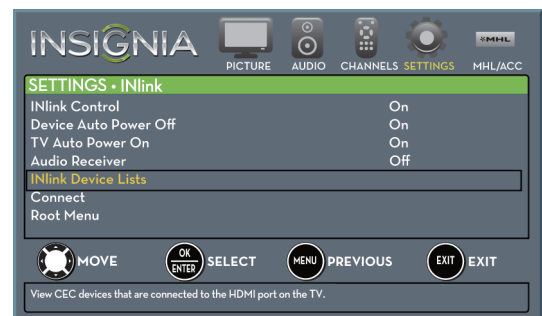 INSIGNIA
PICTURE AUDIO CHANNELS SETTINGS MHL/ACC
MHL
SETTINGS • INlink
INlink Control On
Device Auto Power Off On
TV Auto Power On On
Audio Receiver Off
INlink Device Lists
Connect
Root Menu
MOVE OK ENTER SELECT MENU PREVIOUS EXIT EXIT
View CEC devices that are connected to the HDMI port on the TV.